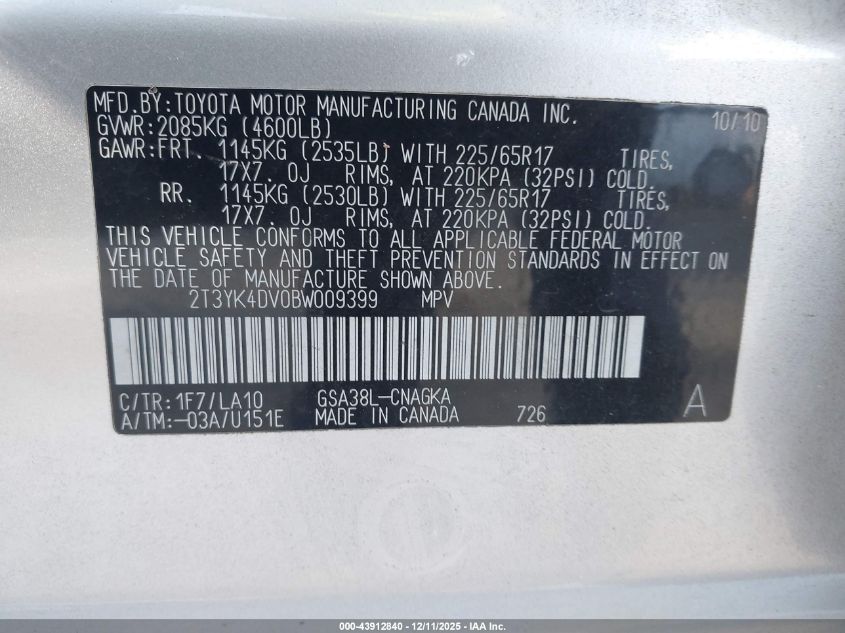 MFD.BY:TOYOTA MOTOR MANUFACTURING CANADA INC. 10/10
GVWR:2085KG (4600LB)
GAWR:FRT. 1145KG (2535LB) WITH 225/65R17 TIRES,
17X7.0J RIMS, AT 220KPA (32PSI) COLD.
RR. 1145KG (2530LB) WITH 225/65R17 TIRES,
17X7.0J RIMS, AT 220KPA (32PSI) COLD.
THIS VEHICLE CONFORMS TO ALL APPLICABLE FEDERAL MOTOR
VEHICLE SAFETY AND THEFT PREVENTION STANDARDS IN EFFECT ON
THE DATE OF MANUFACTURE SHOWN ABOVE.
2T3YK4DV0BW009399 MPV
C/TR:1F7/LA10 GSA38L-CNAGKA
A/TM:-03A/U151E MADE IN CANADA 726 A
000-43912840 - 12/11/2025 - IAA Inc.